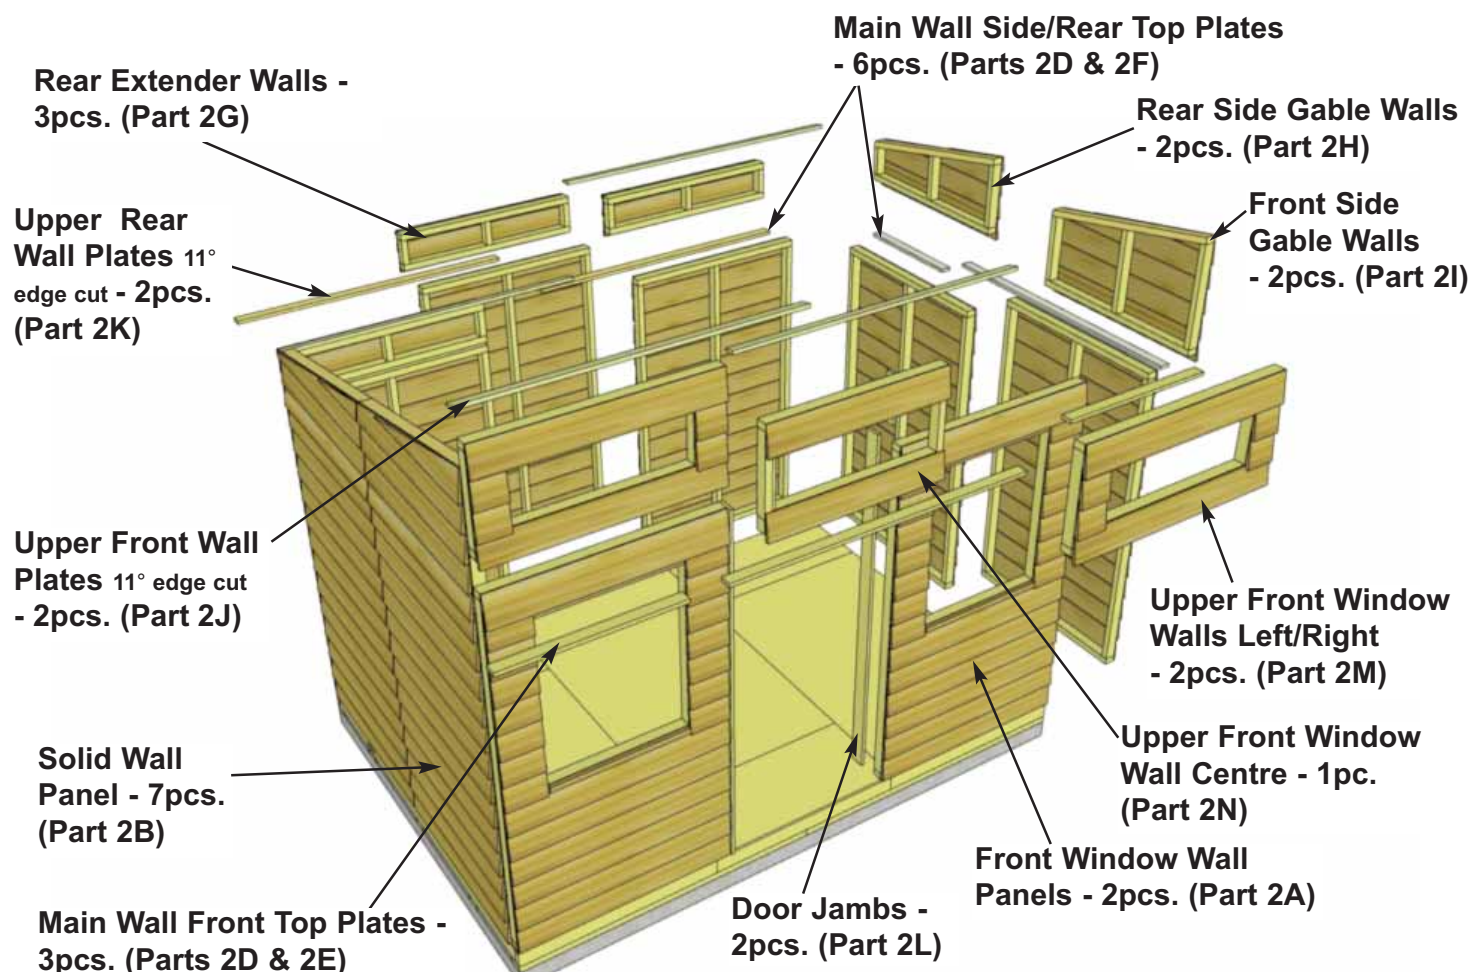 Main Wall Side/Rear Top Plates
- 6pcs. (Parts 2D & 2F)
Rear Extender Walls -
3pcs. (Part 2G)
Rear Side Gable Walls
- 2pcs. (Part 2H)
Upper Rear
Wall Plates 11°
edge cut - 2pcs.
(Part 2K)
Front Side
Gable Walls
- 2pcs. (Part 2I)
Upper Front Wall
Plates 11° edge cut
- 2pcs. (Part 2J)
Upper Front Window
Walls Left/Right
- 2pcs. (Part 2M)
Solid Wall
Panel - 7pcs.
(Part 2B)
Upper Front Window
Wall Centre - 1pc.
(Part 2N)
Front Window Wall
Panels - 2pcs. (Part 2A)
Main Wall Front Top Plates -
3pcs. (Parts 2D & 2E)
Door Jambs -
2pcs. (Part 2L)